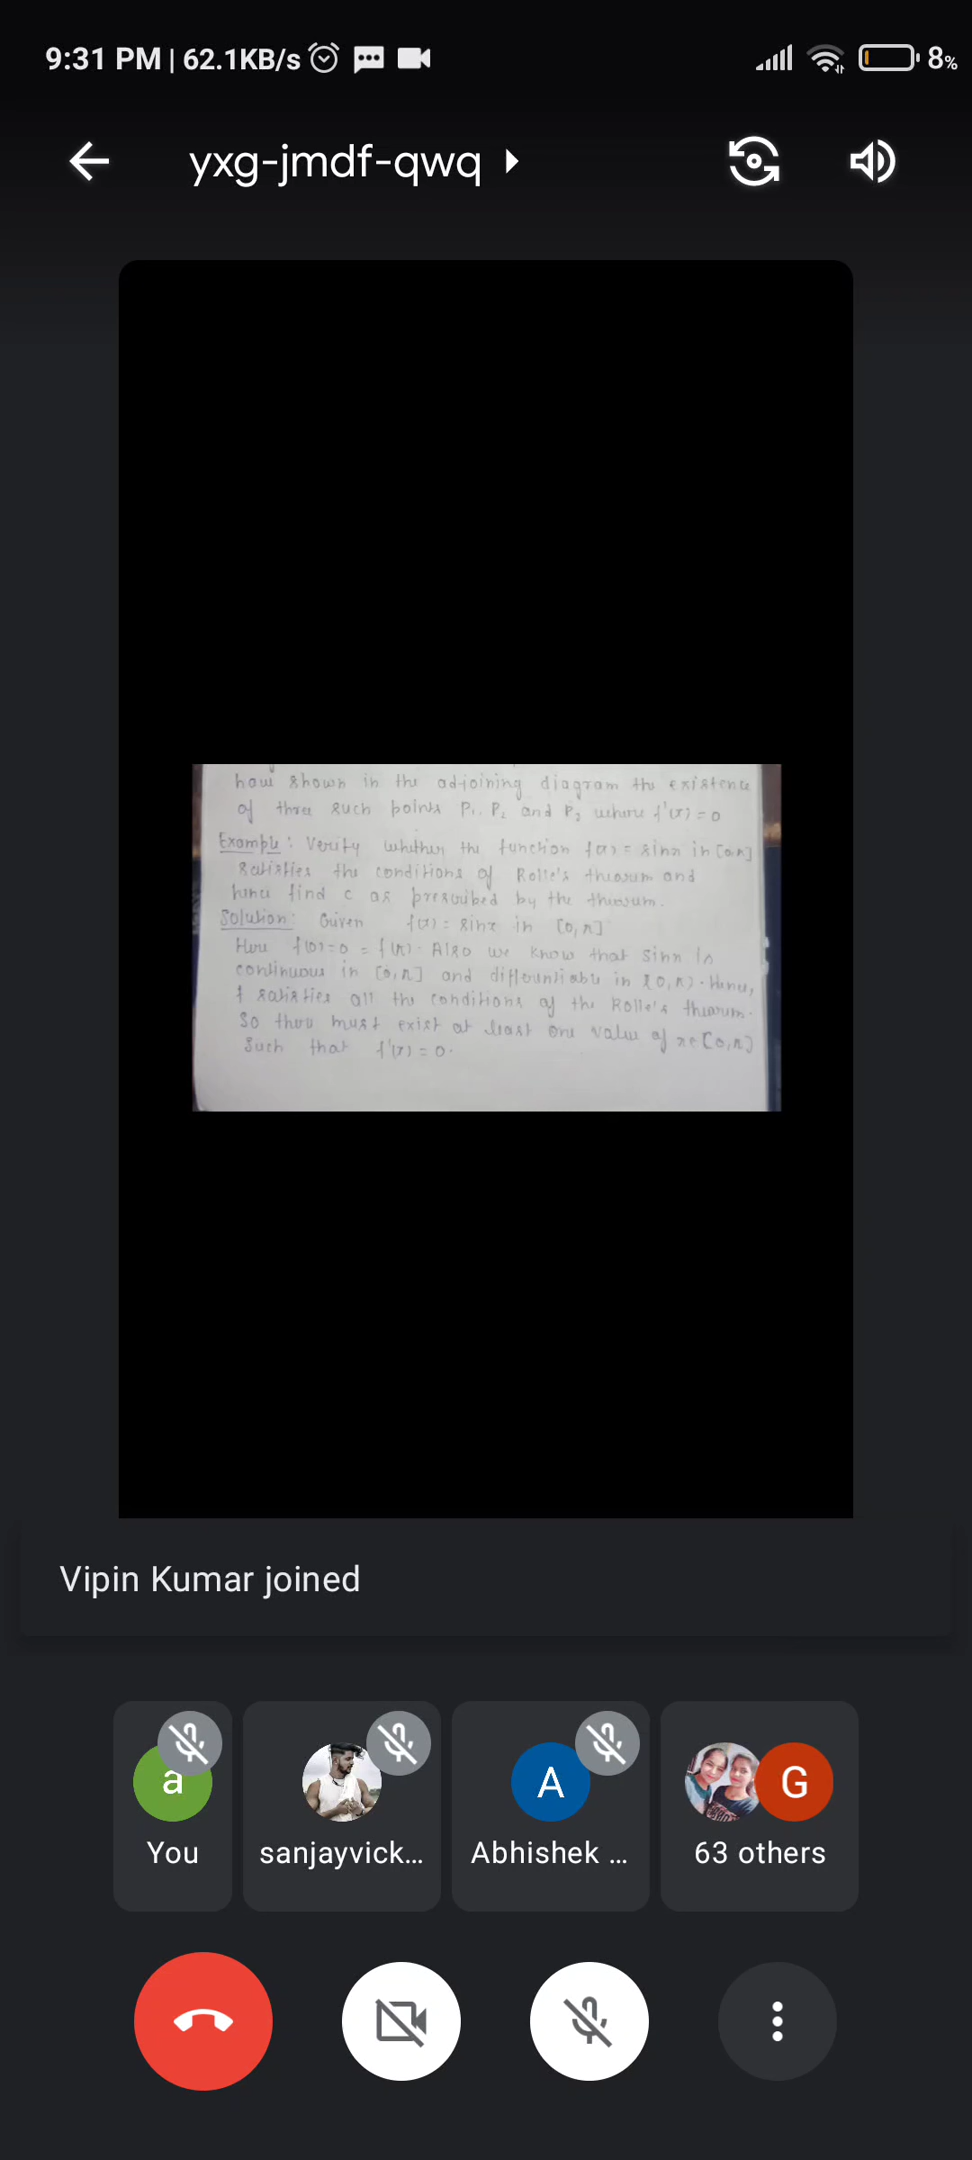 9:31 PM | 62.1KB/s
8%
yxg-jmdf-qwq
have shown in the adjoining diagram the existence
of three such points P₁, P₂ and P₃ where f'(x) = 0
Example: Verify whether the function f(x) = sinx in [0,π]
satisfies the conditions of Rolle's theorem and
hence find c as prescribed by the theorem.
Solution: Given f(x) = sinx in [0,π]
Here f(0)=0 = f(π). Also we know that sinx is
continuous in [0,π] and differentiable in (0,π). Hence,
f satisfies all the conditions of the Rolle's theorem.
So there must exist at least one value of x∈[0,π]
Such that f'(x) = 0.
Vipin Kumar joined
a
You
sanjayvick...
A
Abhishek ...
G
63 others